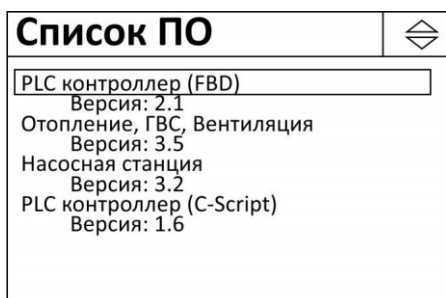 Список ПО
PLC контроллер (FBD)
Версия: 2.1
Отопление, ГВС, Вентиляция
Версия: 3.5
Насосная станция
Версия: 3.2
PLC контроллер (C-Script)
Версия: 1.6